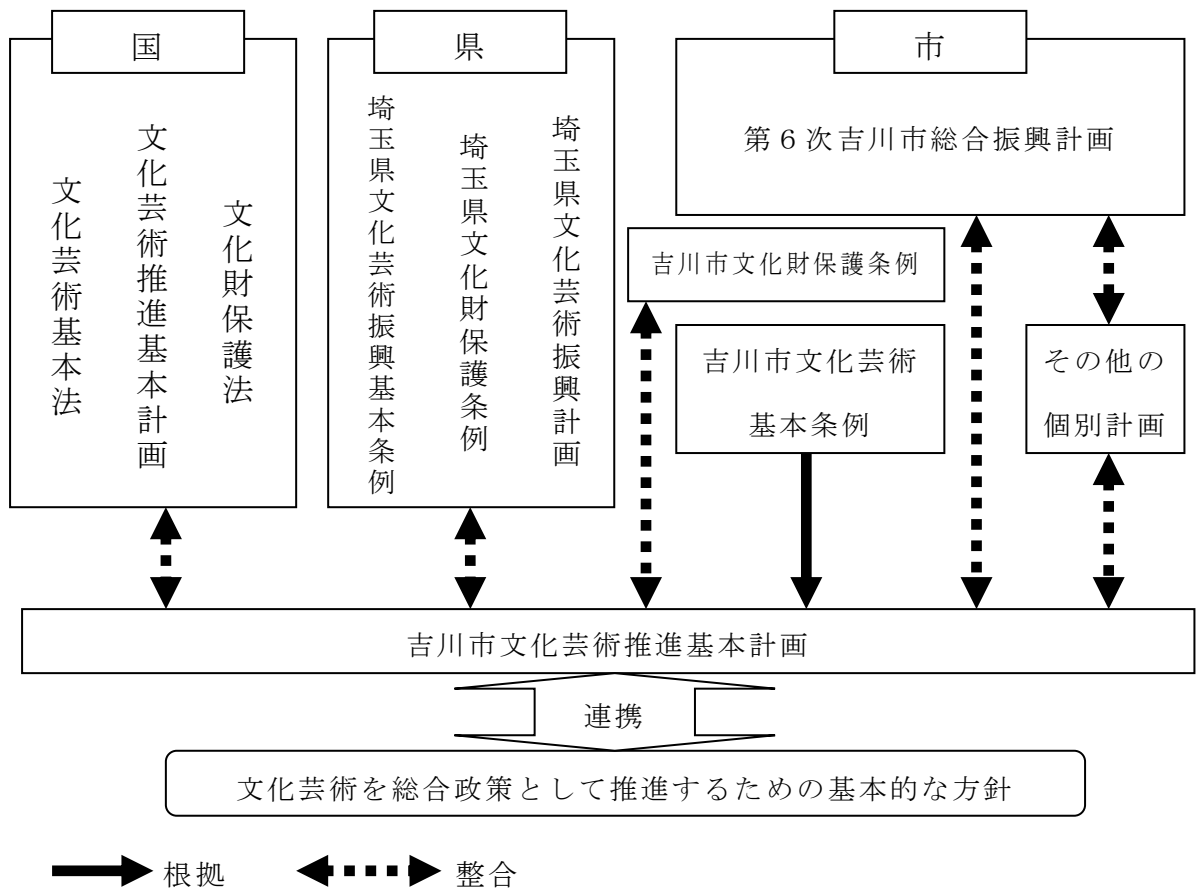 国
文化芸術基本法
文化芸術推進基本計画
文化財保護法
県
埼玉県文化芸術振興基本条例
埼玉県文化財保護条例
埼玉県文化芸術振興計画
市
第6次吉川市総合振興計画
吉川市文化財保護条例
吉川市文化芸術
基本条例
その他の
個別計画
吉川市文化芸術推進基本計画
連携
文化芸術を総合政策として推進するための基本的な方針
根拠
整合